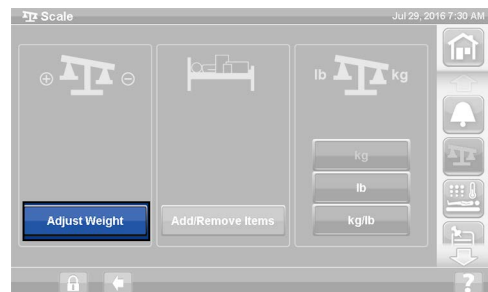 Scale
Jul 29, 2016 7:30 AM
lb kg
kg
lb
Adjust Weight
Add/Remove Items
kg/lb
?